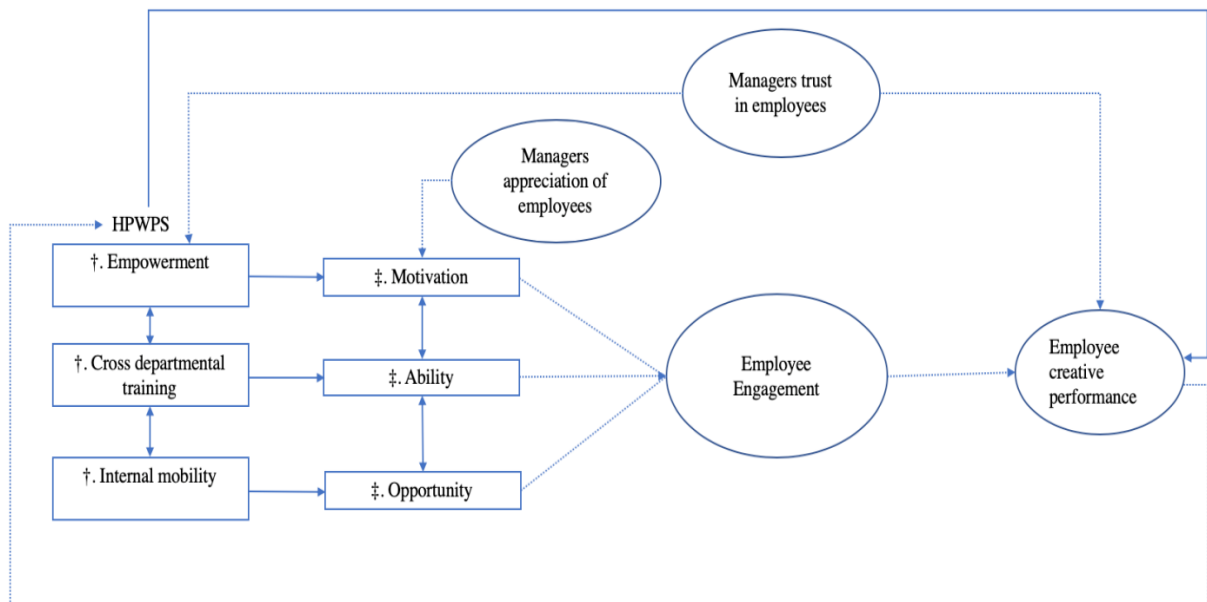 Managers trust
in employees
Managers
appreciation of
employees
HPWPS
†. Empowerment
‡. Motivation
†. Cross departmental
training
‡. Ability
Employee
Engagement
Employee
creative
performance
†. Internal mobility
‡. Opportunity